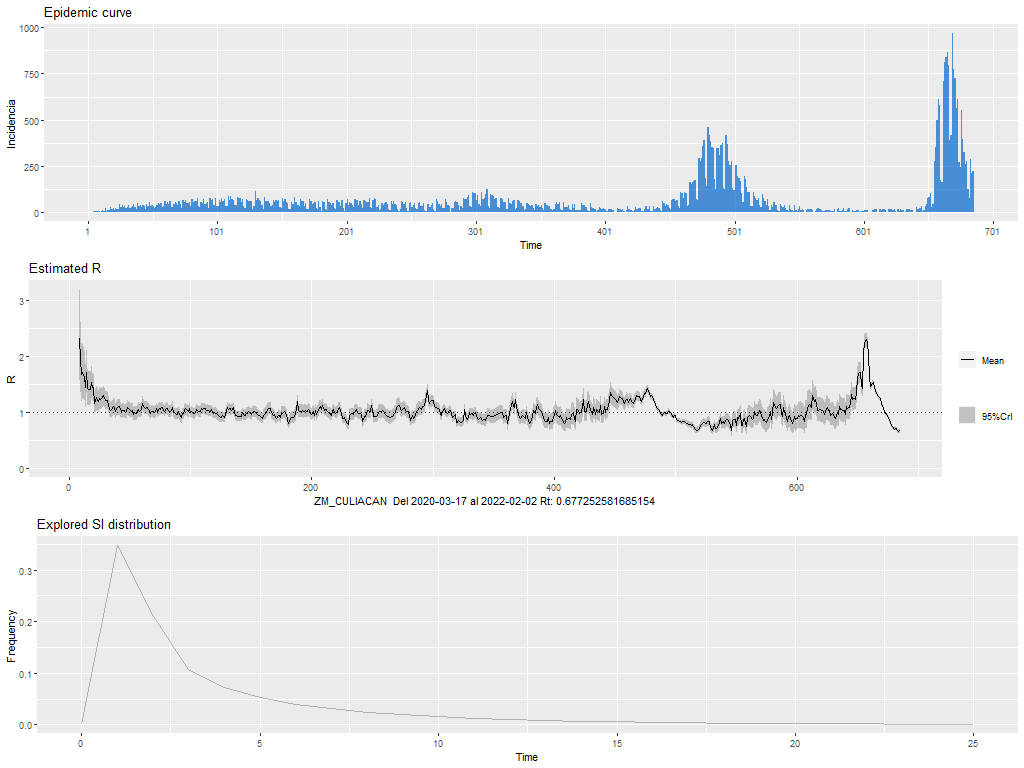 Epidemic curve
1000
750
500
250
0
Incidencia
1 101 201 301 401 501 601 701
Time
Estimated R
3
2
1
0
R
Mean
95%CrI
0 200 400 600
ZM_CULIACAN Del 2020-03-17 al 2022-02-02 Rt: 0.677252581685154
Explored SI distribution
0.3
0.2
0.1
0.0
Frequency
0 5 10 15 20 25
Time